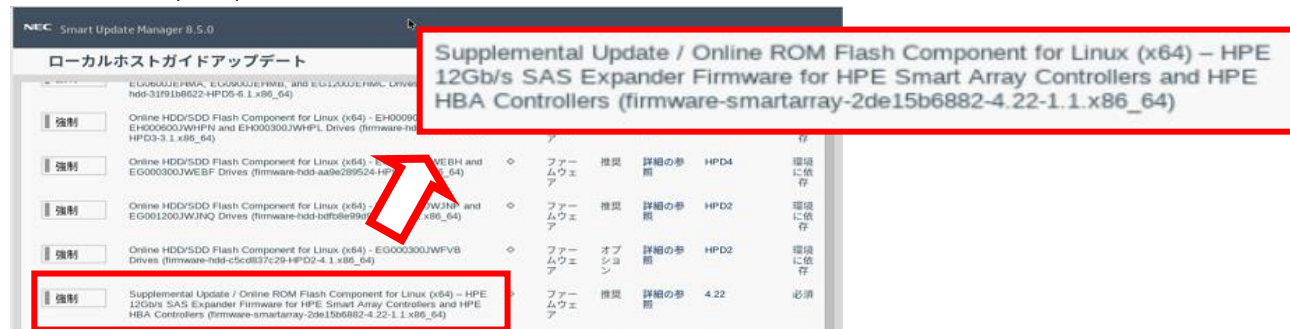 NEC Smart Update Manager 8.5.0
ローカルホストガイドアップデート
Supplemental Update / Online ROM Flash Component for Linux (x64) – HPE
12Gb/s SAS Expander Firmware for HPE Smart Array Controllers and HPE
HBA Controllers (firmware-smartarray-2de15b6882-4.22-1.1.x86_64)
EG0600JEHMA, EG0900JEHMB, and EG1200JEHMC Drives
hdd-31f91b8622-HPD5-6.1.x86_64)
強制
Online HDD/SDD Flash Component for Linux (x64) -
EH000600JWHPN and EH000300JWHPL Drives
HPD3-3.1.x86_64)
ア
存
強制
Online HDD/SDD Flash Component for Linux (x64) - WEBH and
EG000300JWEBF Drives
ファー
ムウェ
ア
推奨
詳細の参
照
HPD4
環境
に依
存
強制
Online HDD/SDD Flash Component for Linux (x64) - and
EG001200JWJNQ Drives
ファー
ムウェ
ア
推奨
詳細の参
照
HPD2
環境
に依
存
強制
Online HDD/SDD Flash Component for Linux (x64) - EG000300JWFVB
Drives (firmware-hdd-c5cd837c29-HPD2-4.1.x86_64)
ファー
ムウェ
ア
オプ
ショ
ン
詳細の参
照
HPD2
環境
に依
存
強制
Supplemental Update / Online ROM Flash Component for Linux (x64) – HPE
12Gb/s SAS Expander Firmware for HPE Smart Array Controllers and HPE
HBA Controllers (firmware-smartarray-2de15b6882-4.22-1.1.x86_64)
ファー
ムウェ
ア
推奨
詳細の参
照
4.22
必須